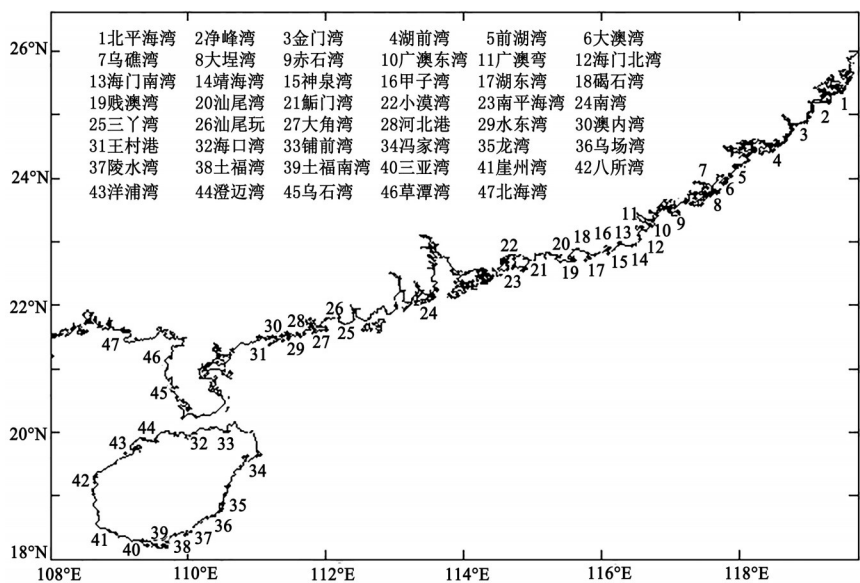 26°N
1北平海湾 2净峰湾 3金门湾 4湖前湾 5前湖湾 6大澳湾
7乌礁湾 8大埕湾 9赤石湾 10广澳东湾 11广澳弯 12海门北湾
13海门南湾 14靖海湾 15神泉湾 16甲子湾 17湖东湾 18碣石湾
19贱澳湾 20汕尾湾 21鮜门湾 22小漠湾 23南平海湾 24南湾
25三丫湾 26汕尾玩 27大角湾 28河北港 29水东湾 30澳内湾
31王村港 32海口湾 33铺前湾 34冯家湾 35龙湾 36乌场湾
37陵水湾 38土福湾 39土福南湾 40三亚湾 41崖州湾 42八所湾
43洋浦湾 44澄迈湾 45乌石湾 46草潭湾 47北海湾
1
2
3
4
5
24°N
7
6
8
9
11
10
13
12
16
14
18
15
20
17
22
19
21
23
22°N
24
26
25
28
27
30
29
31
47
46
45
20°N
44
43
32
33
34
42
35
36
37
39
38
41
40
18°N
108°E
110°E
112°E
114°E
116°E
118°E